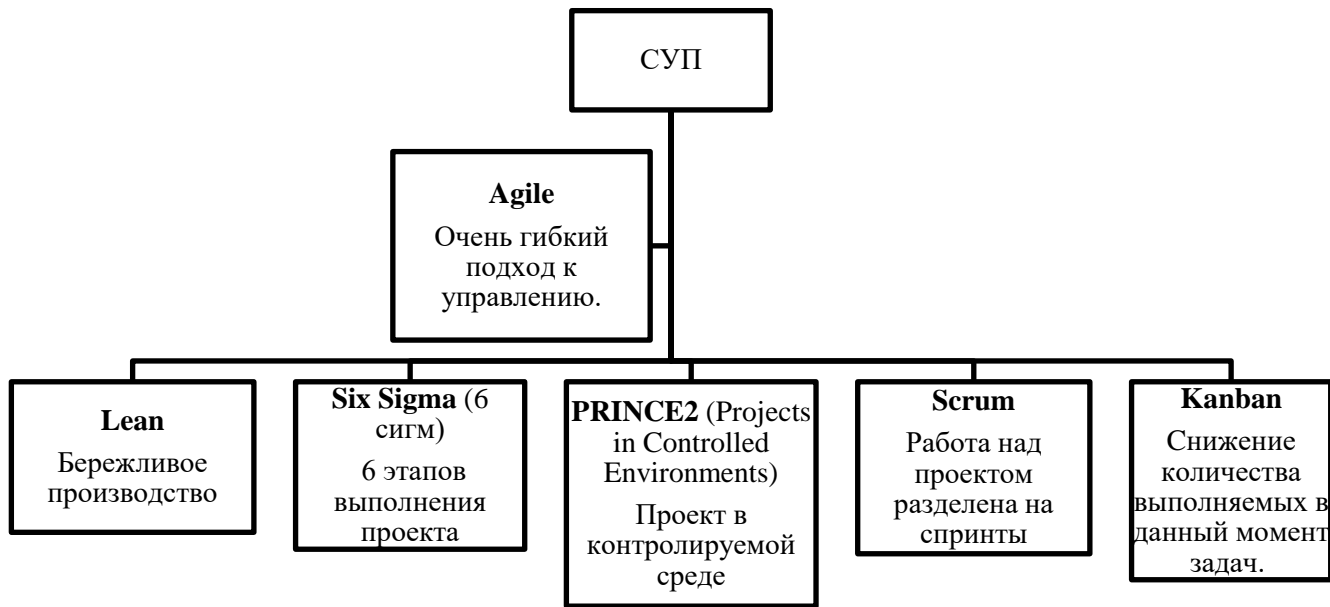 СУП
Agile
Очень гибкий
подход к
управлению.
Lean
Бережливое
производство
Six Sigma (6
сигм)
6 этапов
выполнения
проекта
PRINCE2 (Projects
in Controlled
Environments)
Проект в
контролируемой
среде
Scrum
Работа над
проектом
разделена на
спринты
Kanban
Снижение
количества
выполняемых в
данный момент
задач.